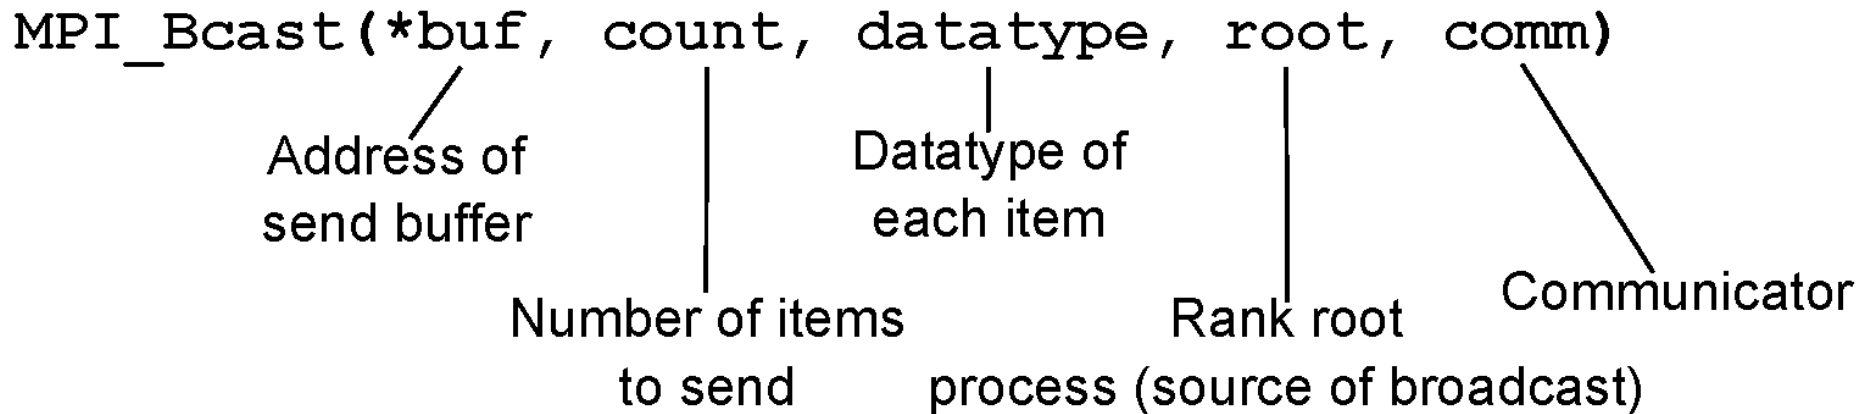 MPI_Bcast(*buf, count, datatype, root, comm)
Address of
send buffer
Number of items
to send
Datatype of
each item
Rank root
process (source of broadcast)
Communicator